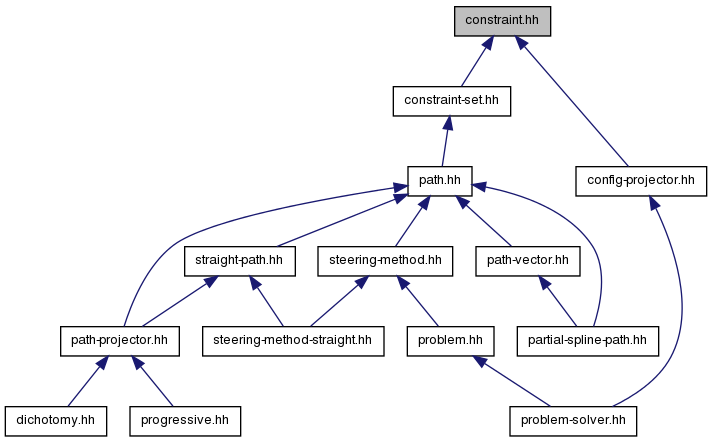 constraint.hh
constraint-set.hh
path.hh
config-projector.hh
straight-path.hh
steering-method.hh
path-vector.hh
path-projector.hh
steering-method-straight.hh
problem.hh
partial-spline-path.hh
dichotomy.hh
progressive.hh
problem-solver.hh